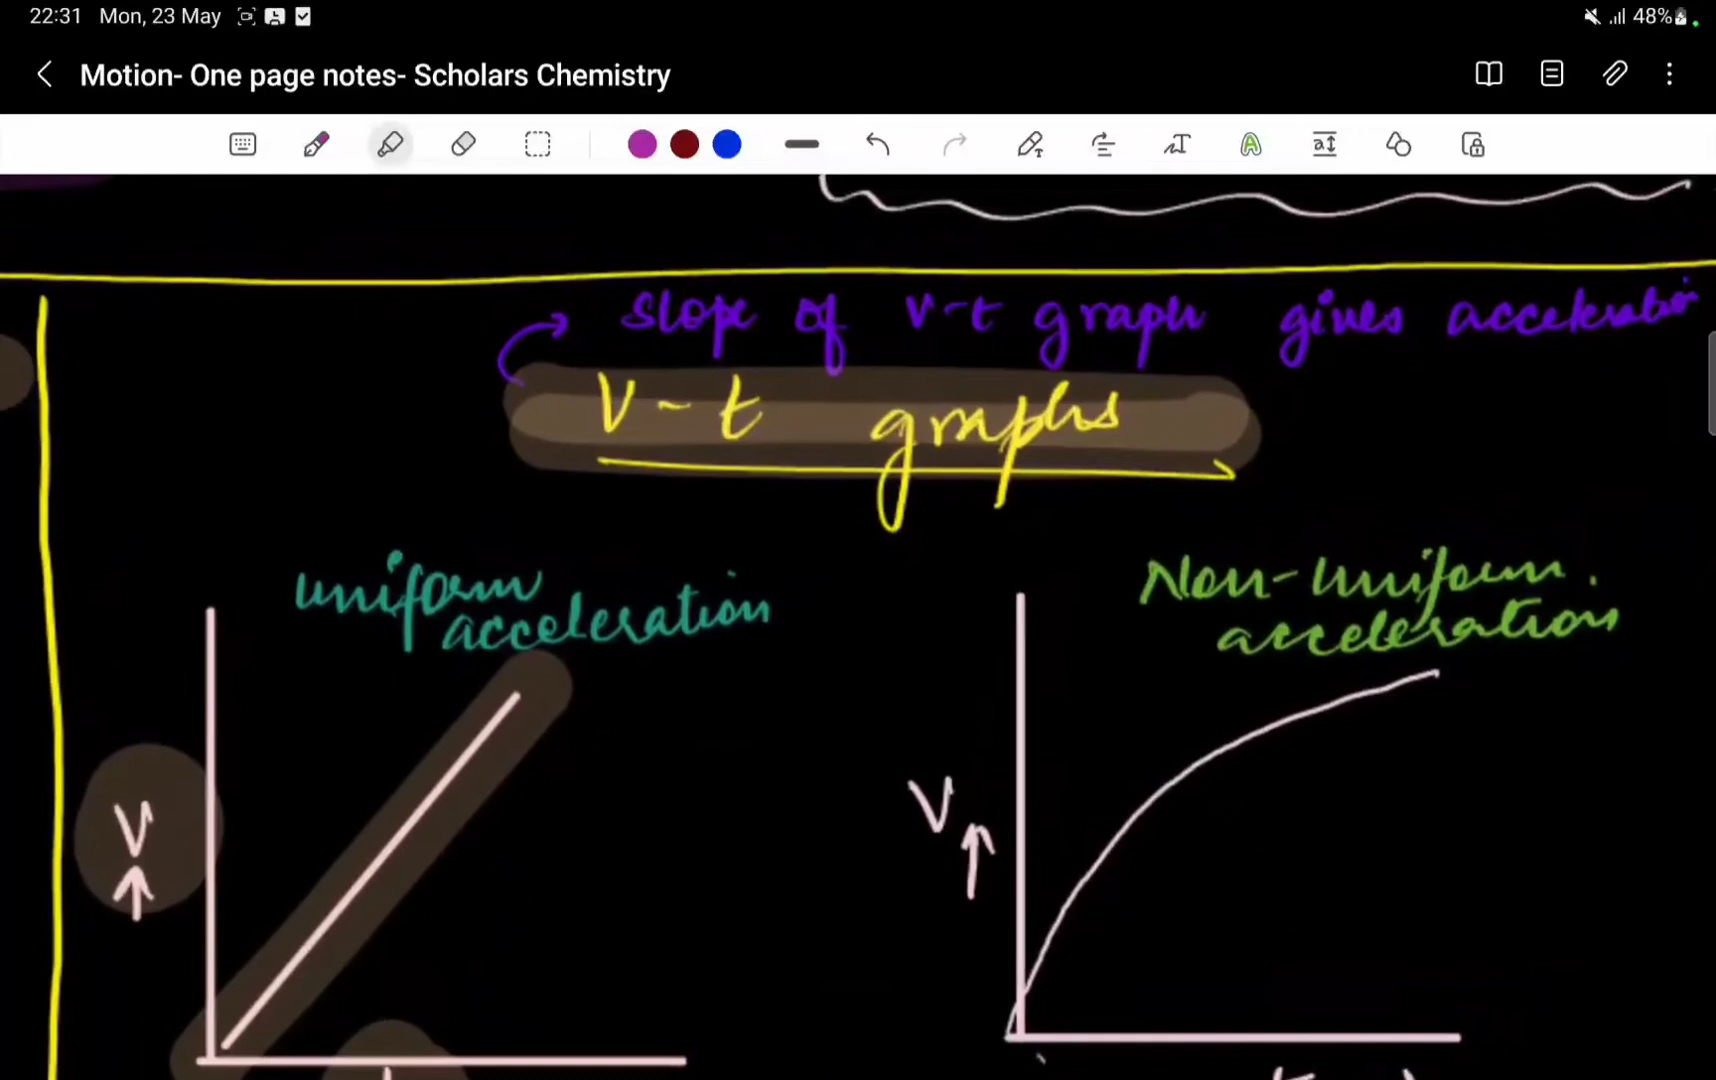 22:31 Mon, 23 May 48%
Motion- One page notes- Scholars Chemistry
slope of v-t graph gives acceleration
V-t graphs
uniform
acceleration
Non-uniform.
acceleration
V
V